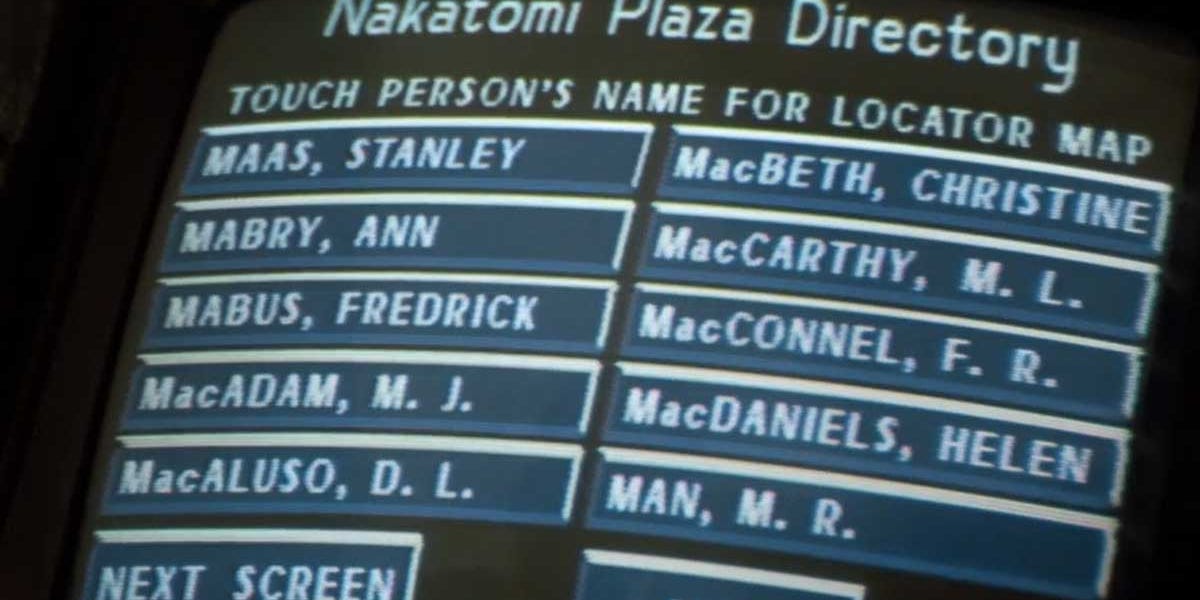 Nakatomi Plaza Directory
TOUCH PERSON'S NAME FOR LOCATOR MAP
MAAS, STANLEY
MABRY, ANN
MABUS, FREDRICK
MacADAM, M. J.
MacALUSO, D. L.
MacBETH, CHRISTINE
MacCARTHY, M. L.
MacCONNEL, F. R.
MacDANIELS, HELEN
MAN, M. R.
NEXT SCREEN